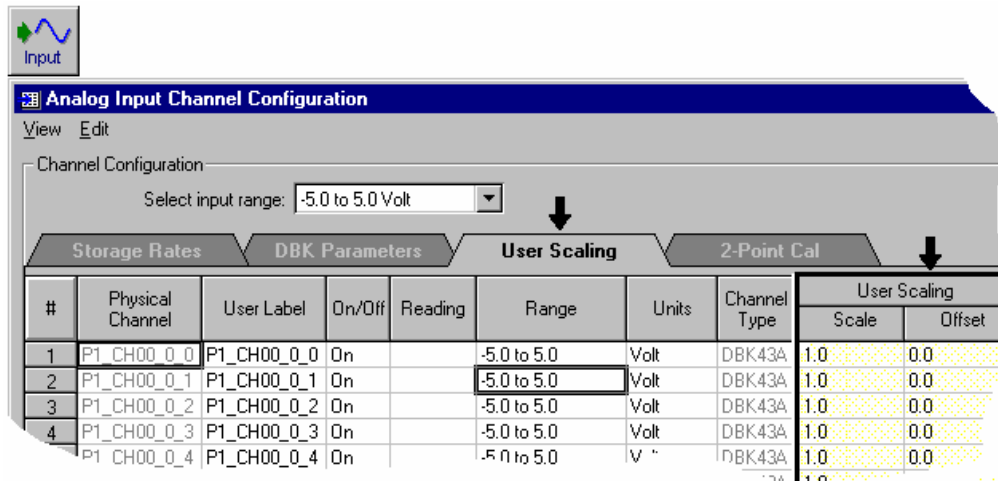 Input
Analog Input Channel Configuration
View Edit
Channel Configuration
Select input range: -5.0 to 5.0 Volt
Storage Rates DBK Parameters User Scaling 2-Point Cal
# Physical Channel User Label On/Off Reading Range Units Channel Type User Scaling
Scale Offset
1 P1_CH00_0_0 P1_CH00_0_0 On -5.0 to 5.0 Volt DBK43A 1.0 0.0
2 P1_CH00_0_1 P1_CH00_0_1 On -5.0 to 5.0 Volt DBK43A 1.0 0.0
3 P1_CH00_0_2 P1_CH00_0_2 On -5.0 to 5.0 Volt DBK43A 1.0 0.0
4 P1_CH00_0_3 P1_CH00_0_3 On -5.0 to 5.0 Volt DBK43A 1.0 0.0
P1_CH00_0_4 P1_CH00_0_4 On -5.0 to 5.0 DBK43A 1.0 0.0